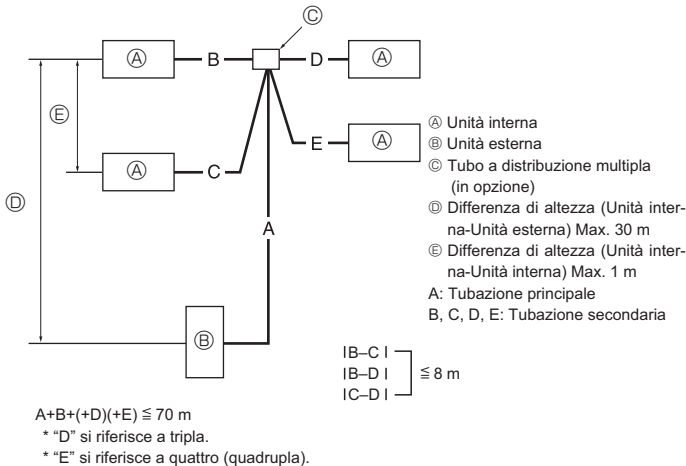 Ⓒ
Ⓐ B D Ⓐ
Ⓔ
Ⓐ C E Ⓐ
Ⓓ
A
Ⓑ
Ⓐ Unità interna
Ⓑ Unità esterna
Ⓒ Tubo a distribuzione multipla
(in opzione)
Ⓓ Differenza di altezza (Unità inter-
na-Unità esterna) Max. 30 m
Ⓔ Differenza di altezza (Unità inter-
na-Unità interna) Max. 1 m
A: Tubazione principale
B, C, D, E: Tubazione secondaria
IB–C I
IB–D I ≦ 8 m
IC–D I
A+B+(+D)(+E) ≦ 70 m
* “D” si riferisce a tripla.
* “E” si riferisce a quattro (quadrupla).